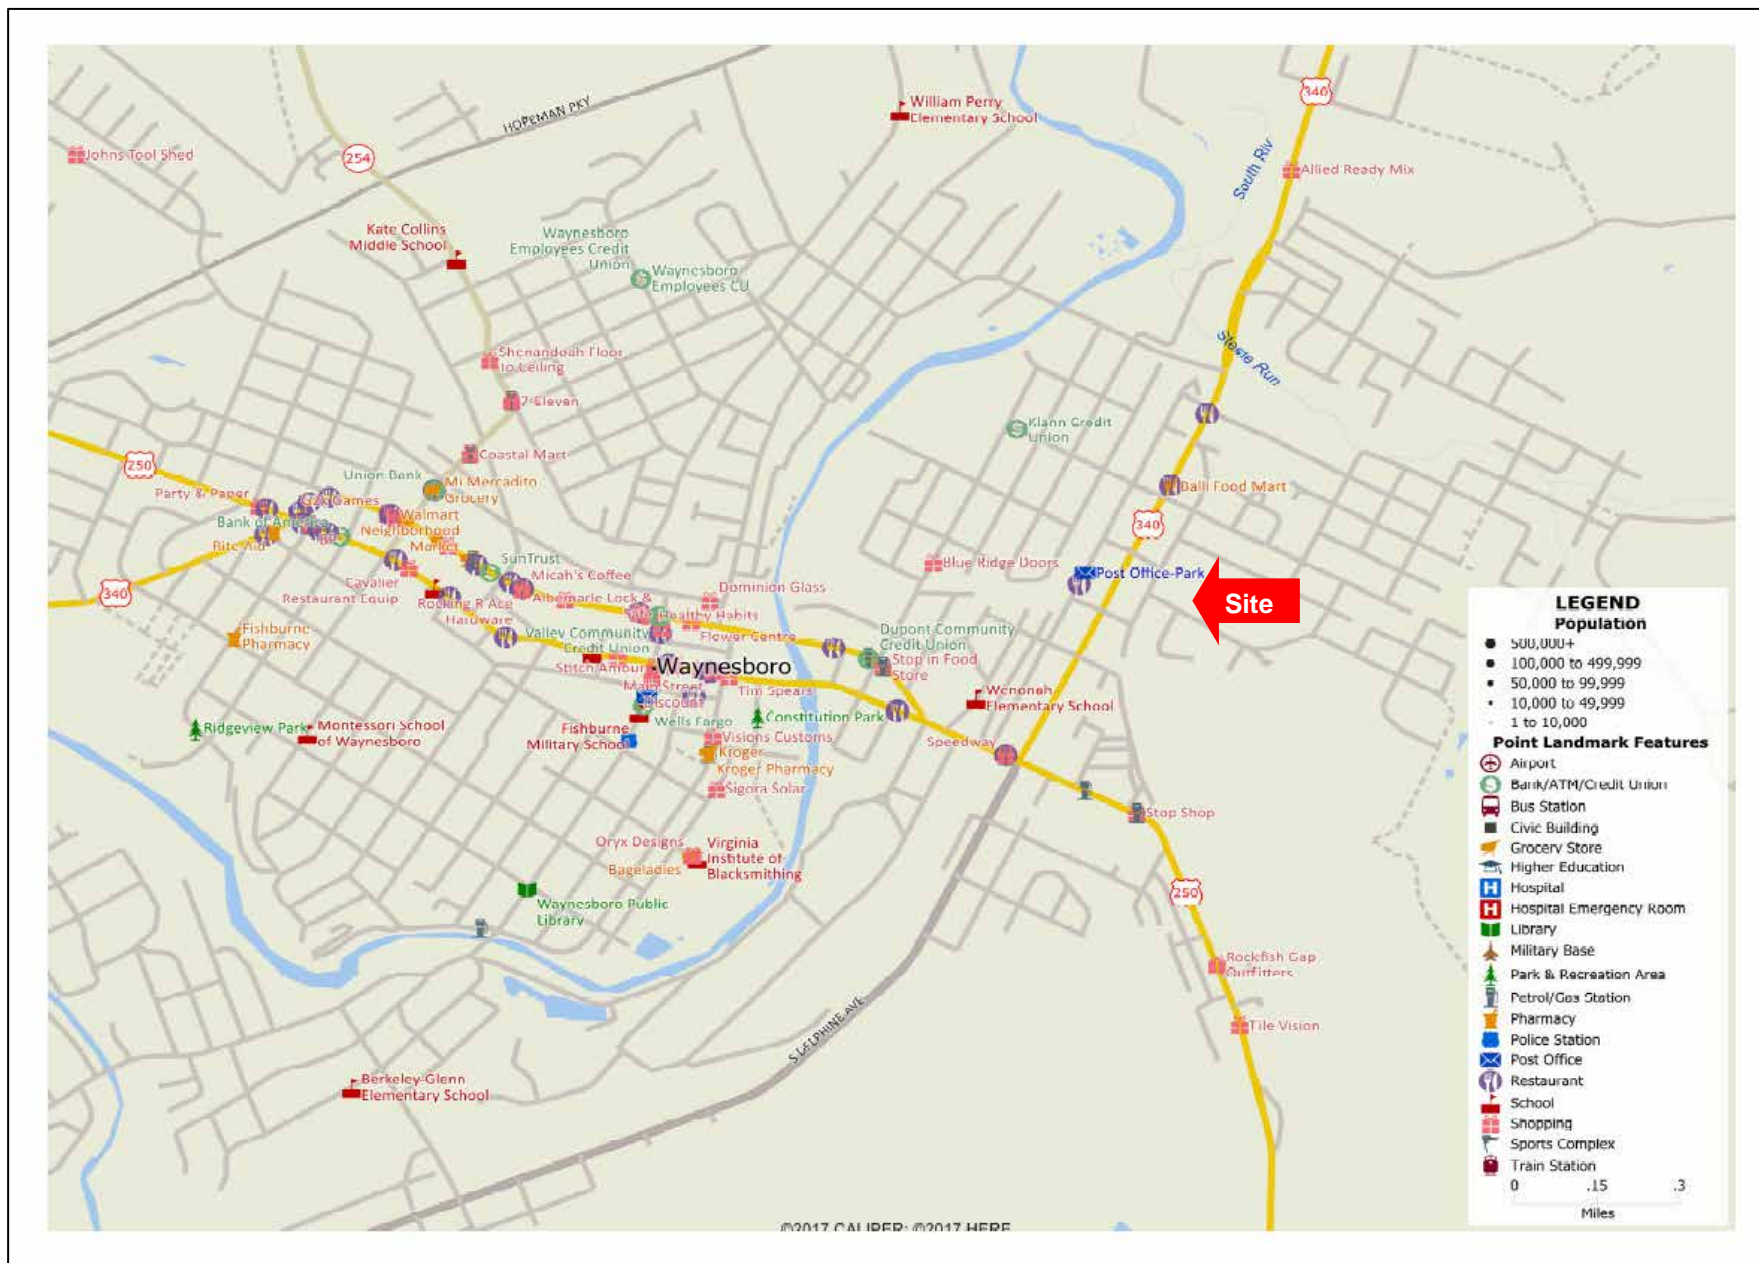 HOPEMAN PKY
340
William Perry
Elementary School
Johns Tool Shed
254
South Riv
Allied Ready Mix
Kate Collins
Middle School
Waynesboro
Employees Credit
Union
Waynesboro
Employees CU
Shenandoah Floor
To Ceiling
Steele Run
7-Eleven
Klann Credit
Union
Coastal Mart
250
Union Bank
Mi Mercadito
Grocery
Dalli Food Mart
Party & Paper
Games
Walmart
Neighborhood
Market
Bank of America
Rite Aid
340
SunTrust
Blue Ridge Doors
Post Office-Park
Micah's Coffee
Cavalier
Restaurant Equip
340
Dominion Glass
Site
Rocking R Ace
Hardware
Albemarle Lock &
Safe
Healthy Habits
Flower Centre
Fishburne
Pharmacy
Valley Community
Credit Union
Dupont Community
Credit Union
Stop in Food
Store
Stitch Amour
Waynesboro
Main Street
Discount
Tim Spears
Wenonah
Elementary School
Ridgeview Park
Montessori School
of Waynesboro
Fishburne
Military School
Wells Fargo
Constitution Park
Visions Customs
Speedway
Kroger
Kroger Pharmacy
Sigora Solar
Stop Shop
Oryx Designs
Bageladies
Virginia
Institute of
Blacksmithing
250
Waynesboro Public
Library
Rockfish Gap
Outfitters
S DELPHINE AVE
Tile Vision
Berkeley-Glenn
Elementary School
LEGEND
Population
500,000+
100,000 to 499,999
50,000 to 99,999
10,000 to 49,999
1 to 10,000
Point Landmark Features
Airport
Bank/ATM/Credit Union
Bus Station
Civic Building
Grocery Store
Higher Education
H Hospital
H Hospital Emergency Room
Library
Military Base
Park & Recreation Area
Petrol/Gas Station
Pharmacy
Police Station
Post Office
Restaurant
School
Shopping
Sports Complex
Train Station
0 .15 .3
Miles
©2017 CALIPER; ©2017 HERE